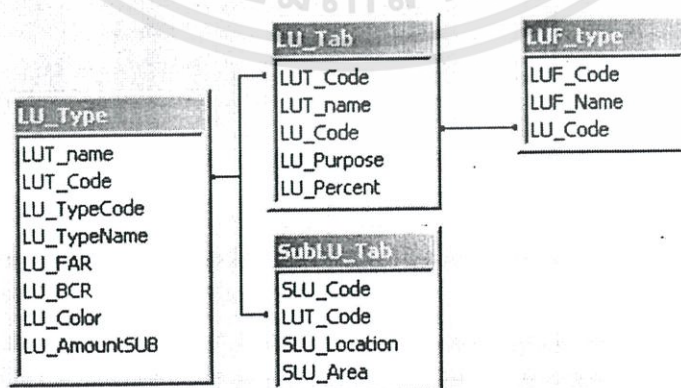 LU_Type
LUT_name
LUT_Code
LU_TypeCode
LU_TypeName
LU_FAR
LU_BCR
LU_Color
LU_AmountSUB
LU_Tab
LUT_Code
LUT_name
LU_Code
LU_Purpose
LU_Percent
SubLU_Tab
SLU_Code
LUT_Code
SLU_Location
SLU_Area
LUF_type
LUF_Code
LUF_Name
LU_Code